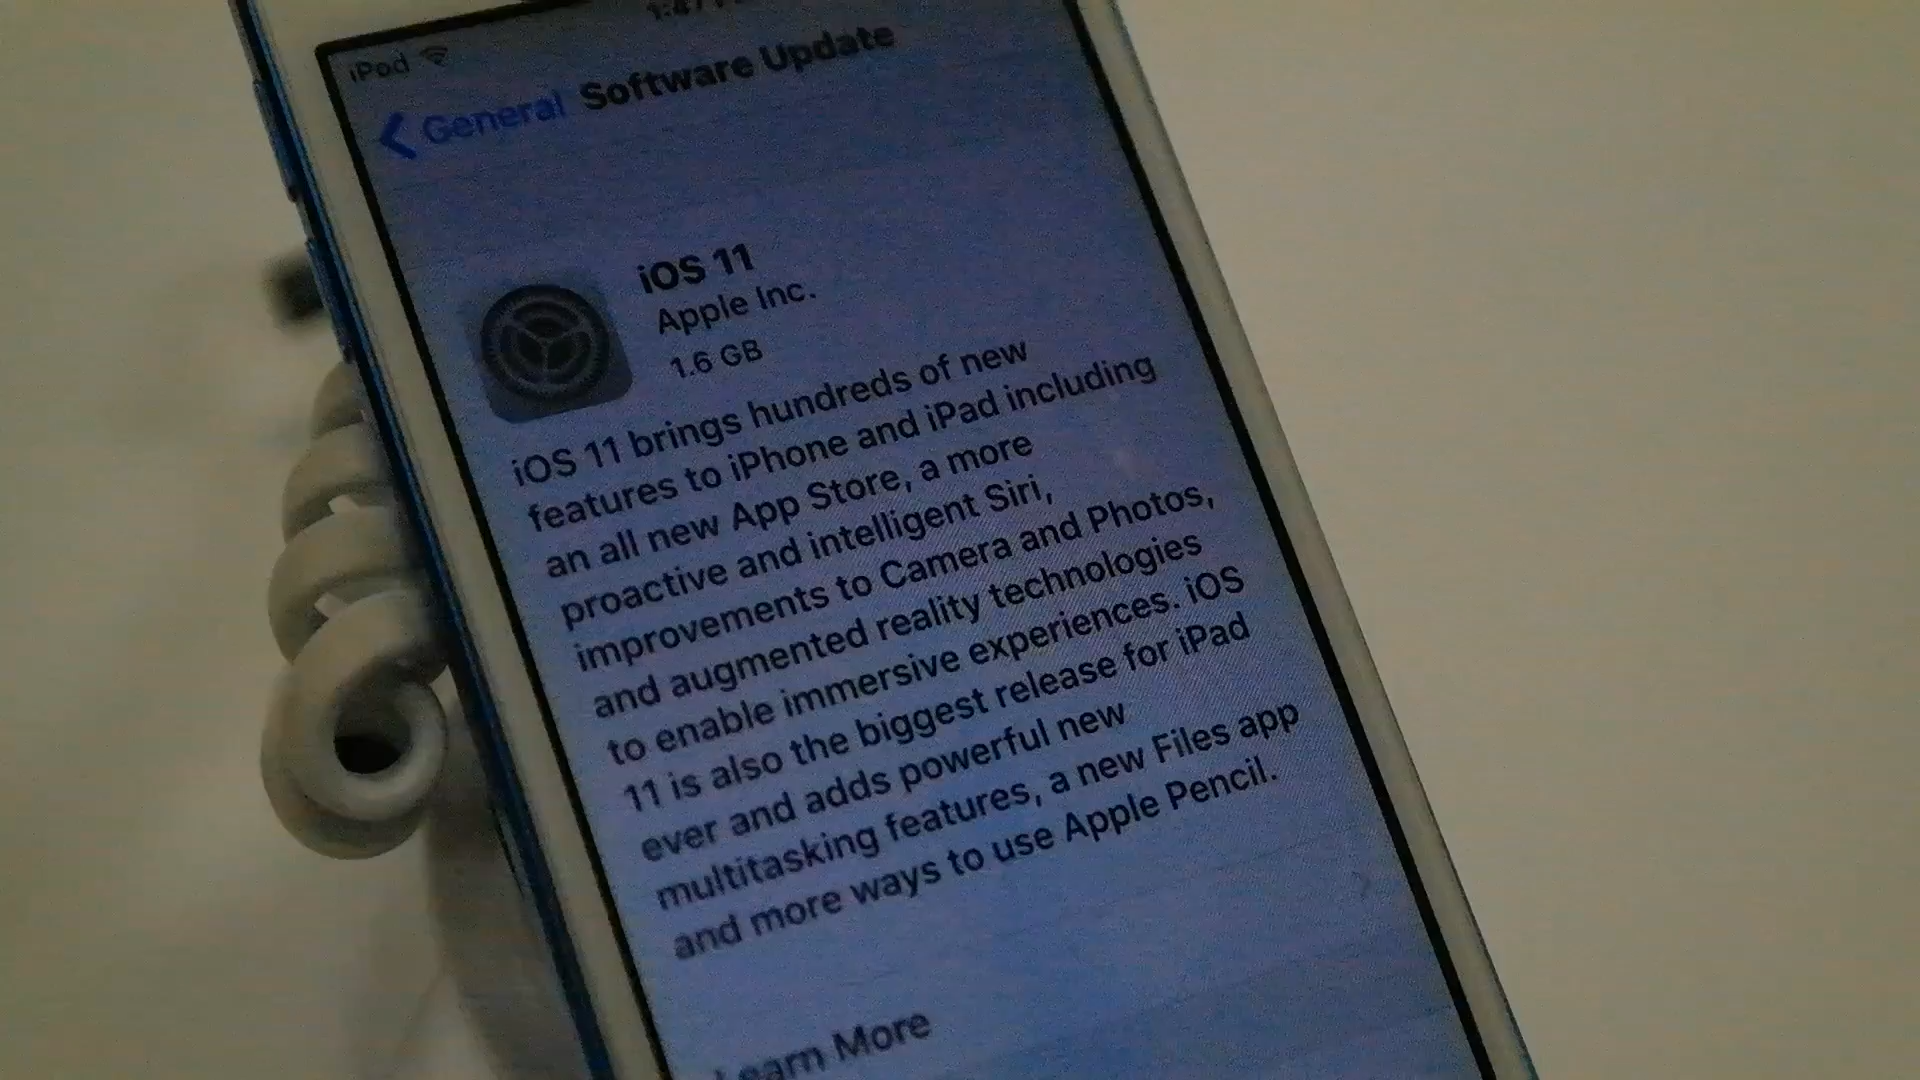 iPod
General Software Update
iOS 11
Apple Inc.
1.6 GB
iOS 11 brings hundreds of new
features to iPhone and iPad including
an all new App Store, a more
proactive and intelligent Siri,
improvements to Camera and Photos,
and augmented reality technologies
to enable immersive experiences. iOS
11 is also the biggest release for iPad
ever and adds powerful new
multitasking features, a new Files app
and more ways to use Apple Pencil.
Learn More